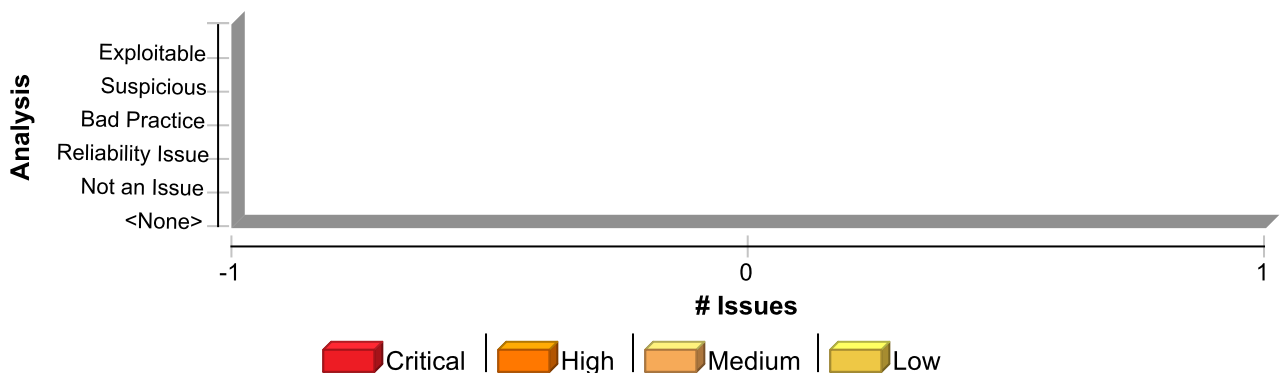 Analysis
Exploitable
Suspicious
Bad Practice
Reliability Issue
Not an Issue
<None>
-1 0 1
# Issues
Critical High Medium Low